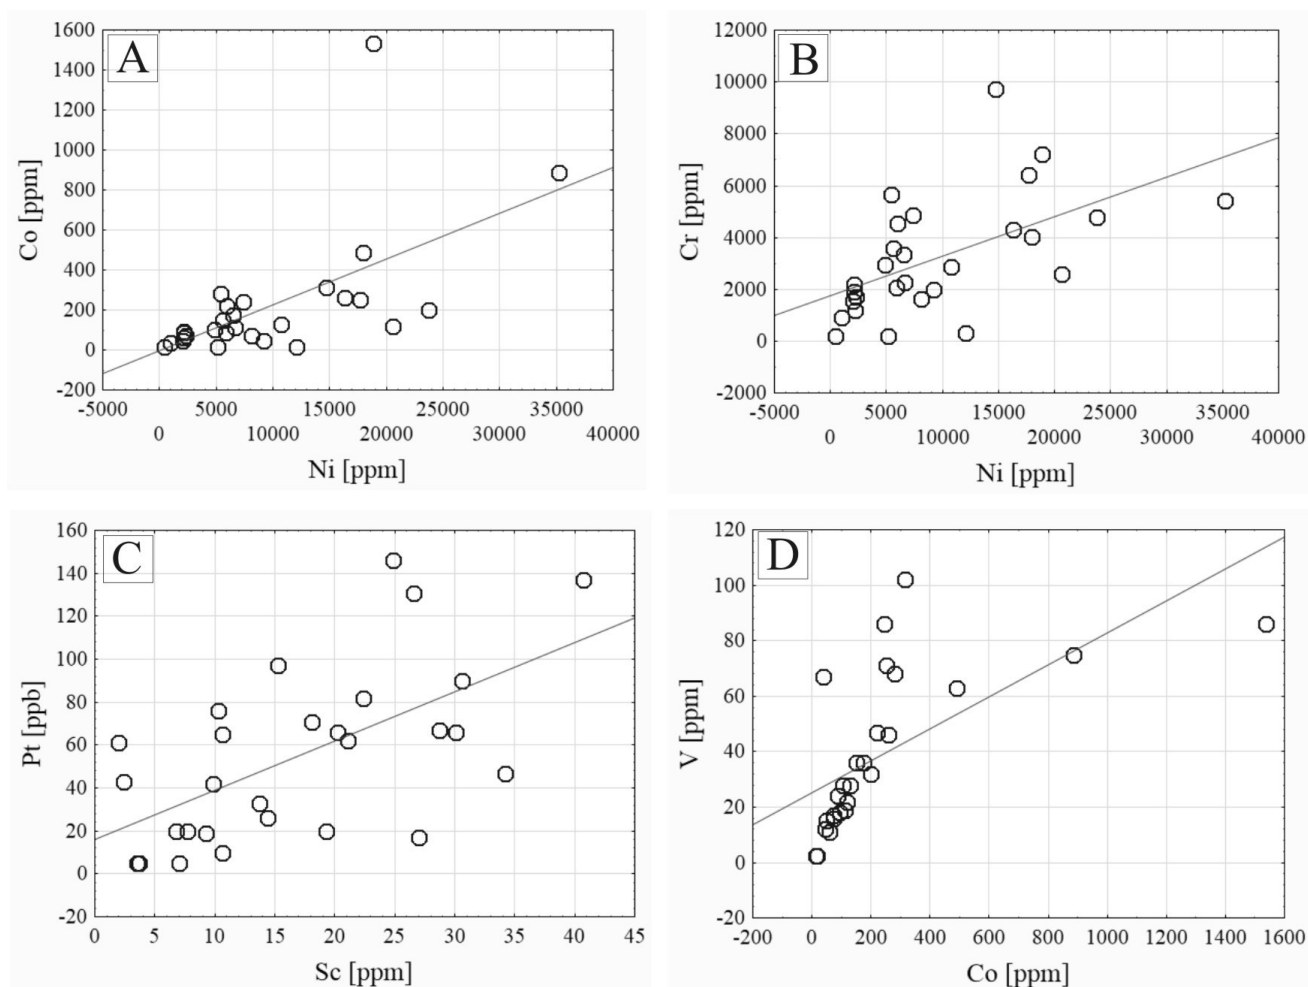 A
1600
1400
1200
1000
800
600
400
200
0
-200
Co [ppm]
-5000 5000 15000 25000 35000
0 10000 20000 30000 40000
Ni [ppm]
B
12000
10000
8000
6000
4000
2000
0
-2000
Cr [ppm]
-5000 5000 15000 25000 35000
0 10000 20000 30000 40000
Ni [ppm]
C
160
140
120
100
80
60
40
20
0
-20
Pt [ppb]
0 5 10 15 20 25 30 35 40 45
Sc [ppm]
D
120
100
80
60
40
20
0
-20
V [ppm]
-200 0 200 400 600 800 1000 1200 1400 1600
Co [ppm]